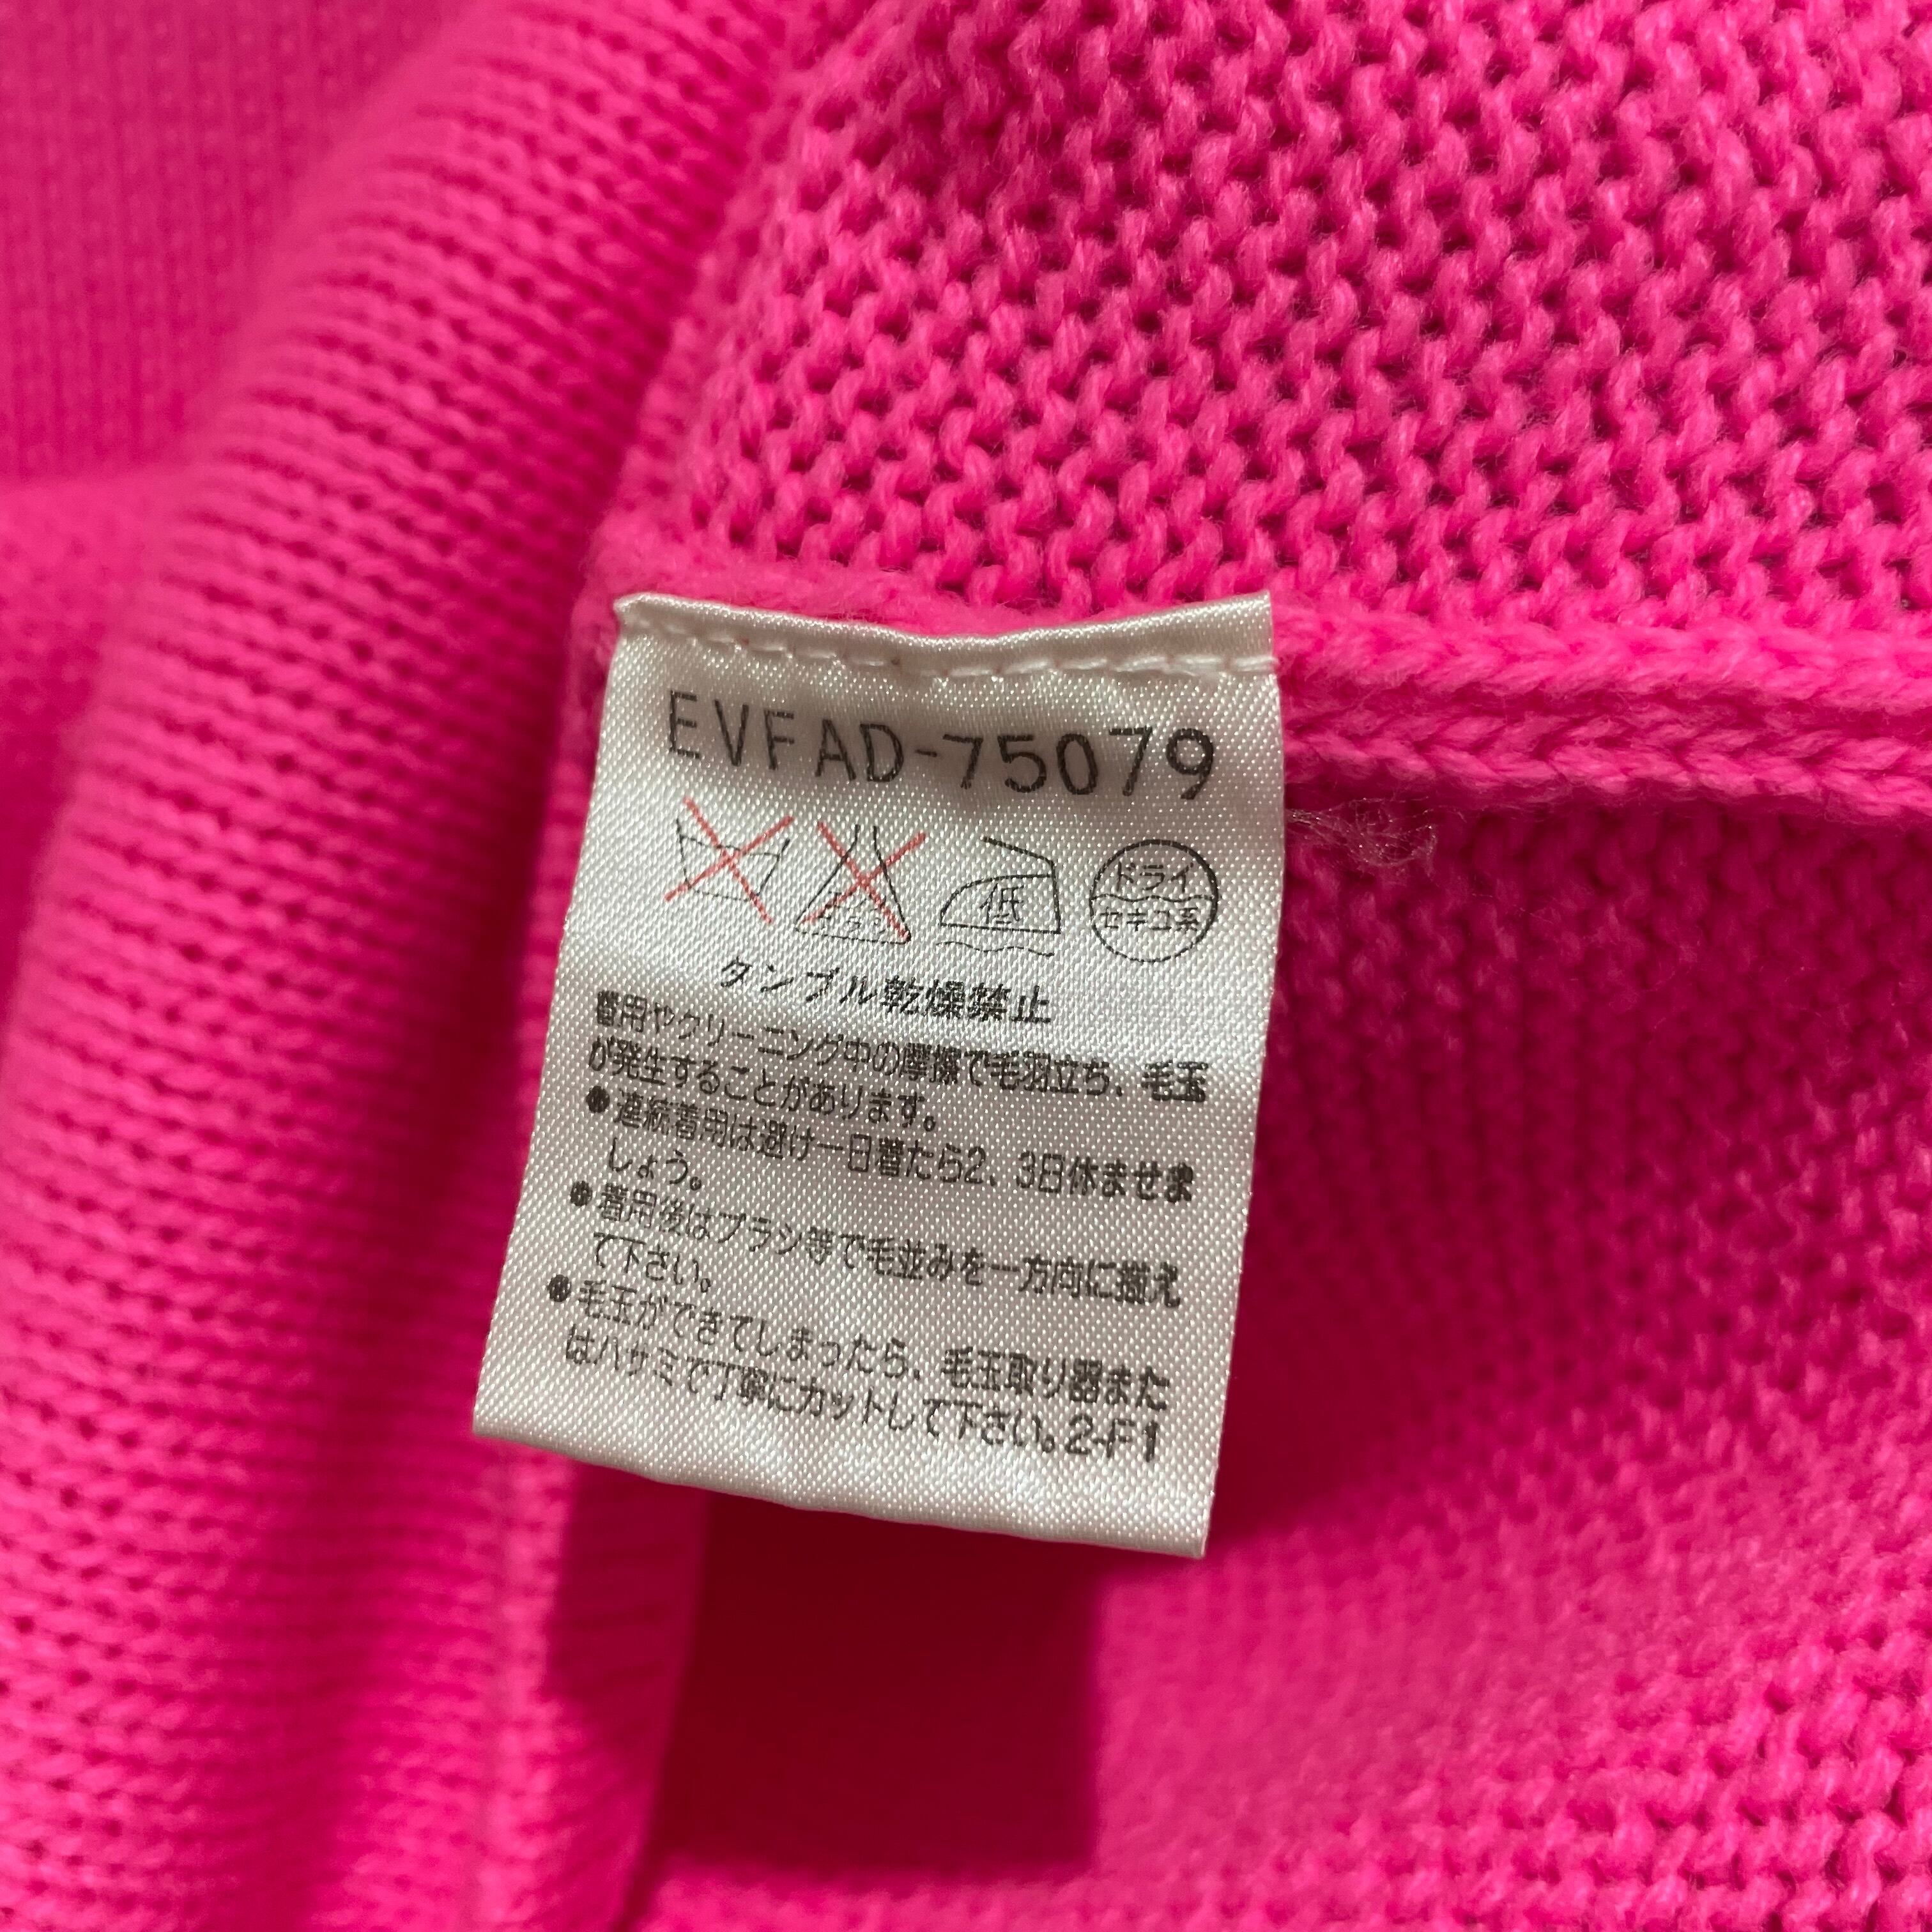 EVFAD-75079
低
ドライ
セキユ系
タンブル乾燥禁止
着用やクリーニング中の摩擦で毛羽立ち、毛玉
が発生することがあります。
●連続着用は避け一日着たら2、3日休ませま
しょう。
●着用後はブラシ等で毛並みを一方向に揃え
て下さい。
●毛玉ができてしまったら、毛玉取り器また
はハサミで丁寧にカットして下さい。2-F1